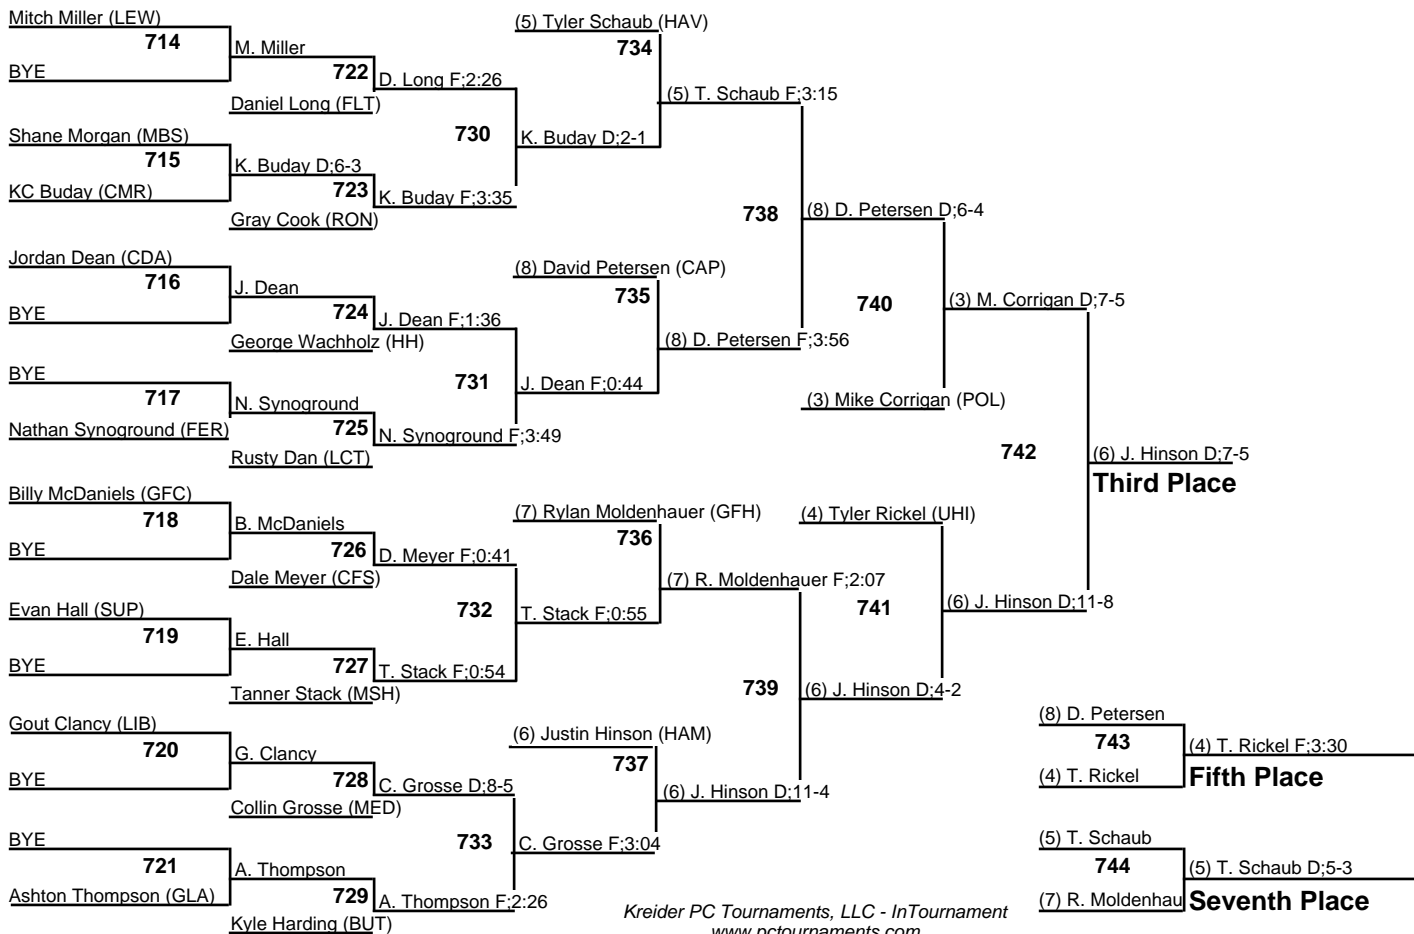 Mitch Miller (LEW)
714
BYE
M. Miller
722
Daniel Long (FLT)
D. Long F;2:26
Shane Morgan (MBS)
715
KC Buday (CMR)
K. Buday D;6-3
723
Gray Cook (RON)
K. Buday F;3:35
730
(5) Tyler Schaub (HAV)
734
K. Buday D;2-1
(5) T. Schaub F;3:15
Jordan Dean (CDA)
716
BYE
J. Dean
724
George Wachholz (HH)
J. Dean F;1:36
BYE
717
Nathan Synoground (FER)
N. Synoground
725
Rusty Dan (LCT)
N. Synoground F;3:49
731
(8) David Petersen (CAP)
735
J. Dean F;0:44
(8) D. Petersen F;3:56
738
(8) D. Petersen D;6-4
740
(3) Mike Corrigan (POL)
(3) M. Corrigan D;7-5
742
(6) J. Hinson D;7-5
Third Place
Billy McDaniels (GFC)
718
BYE
B. McDaniels
726
Dale Meyer (CFS)
D. Meyer F;0:41
Evan Hall (SUP)
719
BYE
E. Hall
727
Tanner Stack (MSH)
T. Stack F;0:54
732
(7) Rylan Moldenhauer (GFH)
736
T. Stack F;0:55
(7) R. Moldenhauer F;2:07
(4) Tyler Rickel (UHI)
741
(6) J. Hinson D;11-8
Gout Clancy (LIB)
720
BYE
G. Clancy
728
Collin Grosse (MED)
C. Grosse D;8-5
BYE
721
Ashton Thompson (GLA)
A. Thompson
729
Kyle Harding (BUT)
A. Thompson F;2:26
733
(6) Justin Hinson (HAM)
737
C. Grosse F;3:04
(6) J. Hinson D;11-4
739
(6) J. Hinson D;4-2
(8) D. Petersen
743
(4) T. Rickel
(4) T. Rickel F;3:30
Fifth Place
(5) T. Schaub
744
(7) R. Moldenhau
(5) T. Schaub D;5-3
Seventh Place
Kreider PC Tournaments, LLC - InTournament
www.pctournaments.com